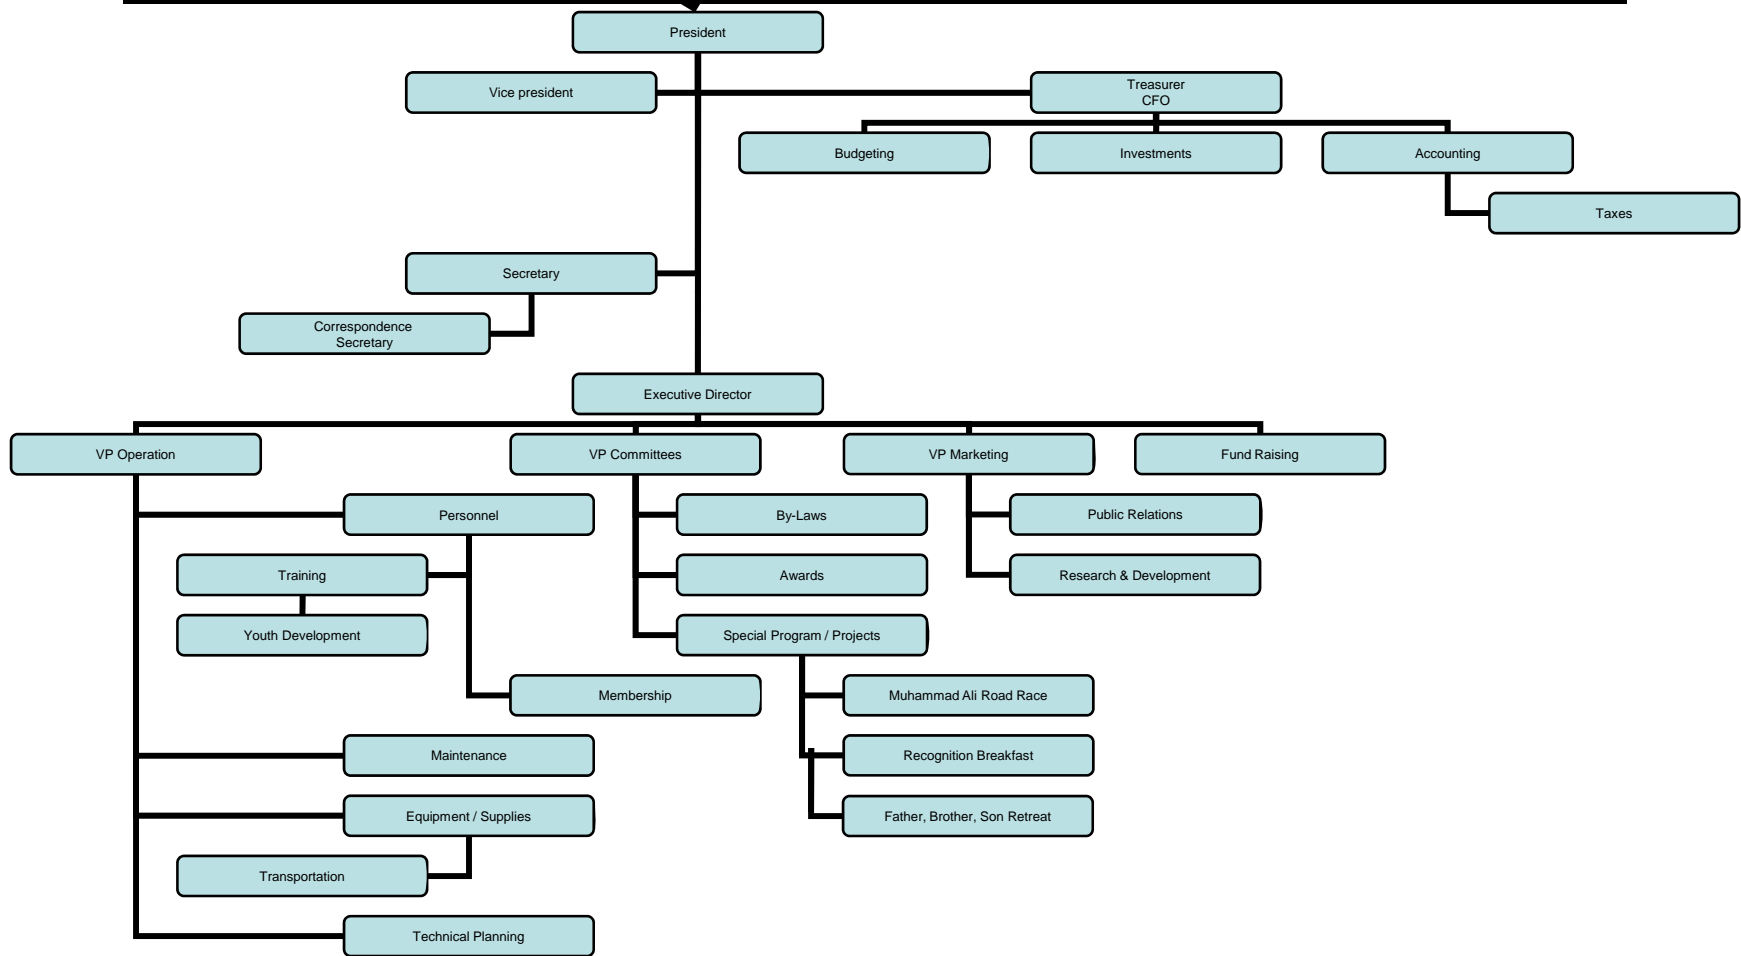 President
Vice president
Treasurer
CFO
Budgeting
Investments
Accounting
Taxes
Secretary
Correspondence
Secretary
Executive Director
VP Operation
VP Committees
VP Marketing
Fund Raising
Personnel
By-Laws
Public Relations
Training
Awards
Research & Development
Youth Development
Special Program / Projects
Membership
Muhammad Ali Road Race
Maintenance
Recognition Breakfast
Equipment / Supplies
Father, Brother, Son Retreat
Transportation
Technical Planning